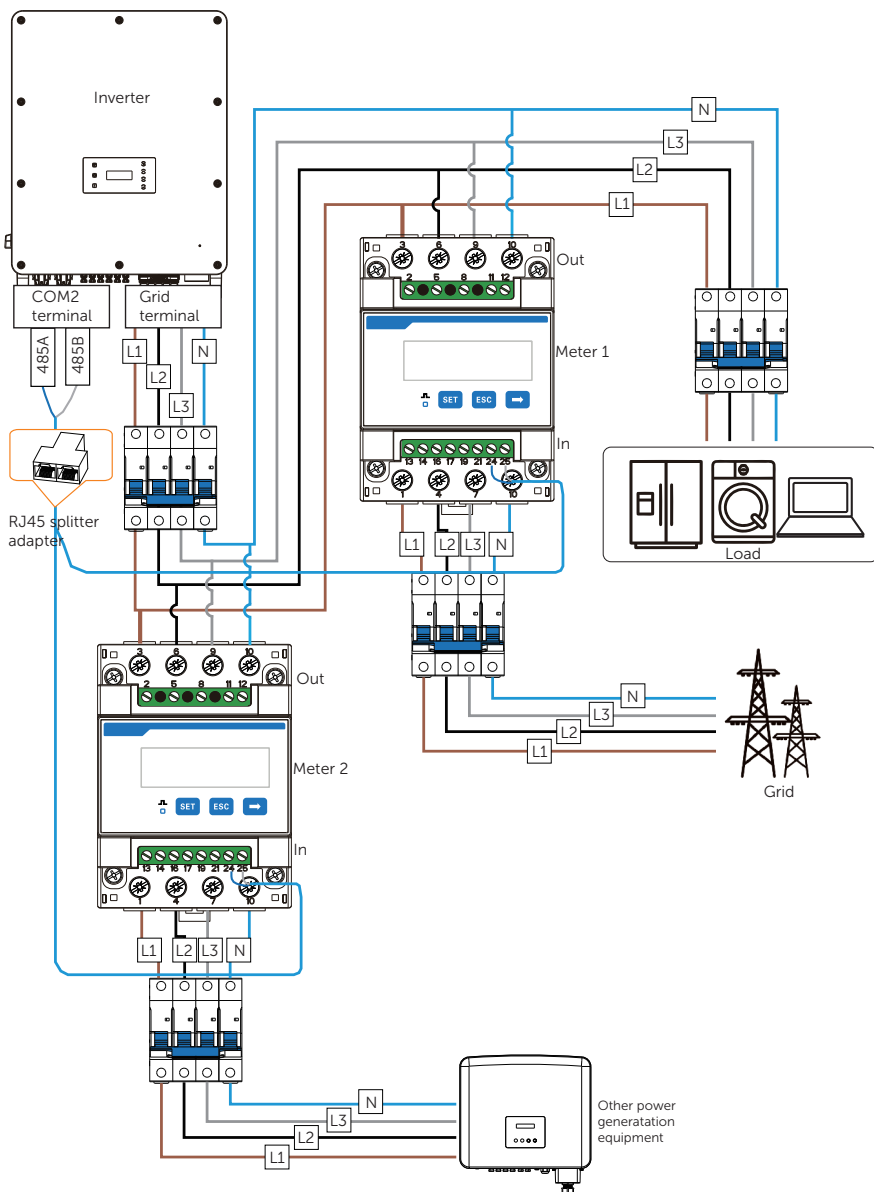 Inverter
COM2
terminal
Grid
terminal
485A
485B
L1
L2
L3
N
RJ45 splitter
adapter
N
L3
L2
L1
3 6 9 10
Out
2 5 8 11 12
Meter 1
SET ESC
In
13 14 16 17 19 21 24 25
1 4 7 10
L1 L2 L3 N
Load
N
L3
L2
L1
Grid
3 6 9 10
Out
2 5 8 11 12
Meter 2
SET ESC
In
13 14 16 17 19 21 24 25
1 4 7 10
L1 L2 L3 N
N
L3
L2
L1
Other power
generatation
equipment